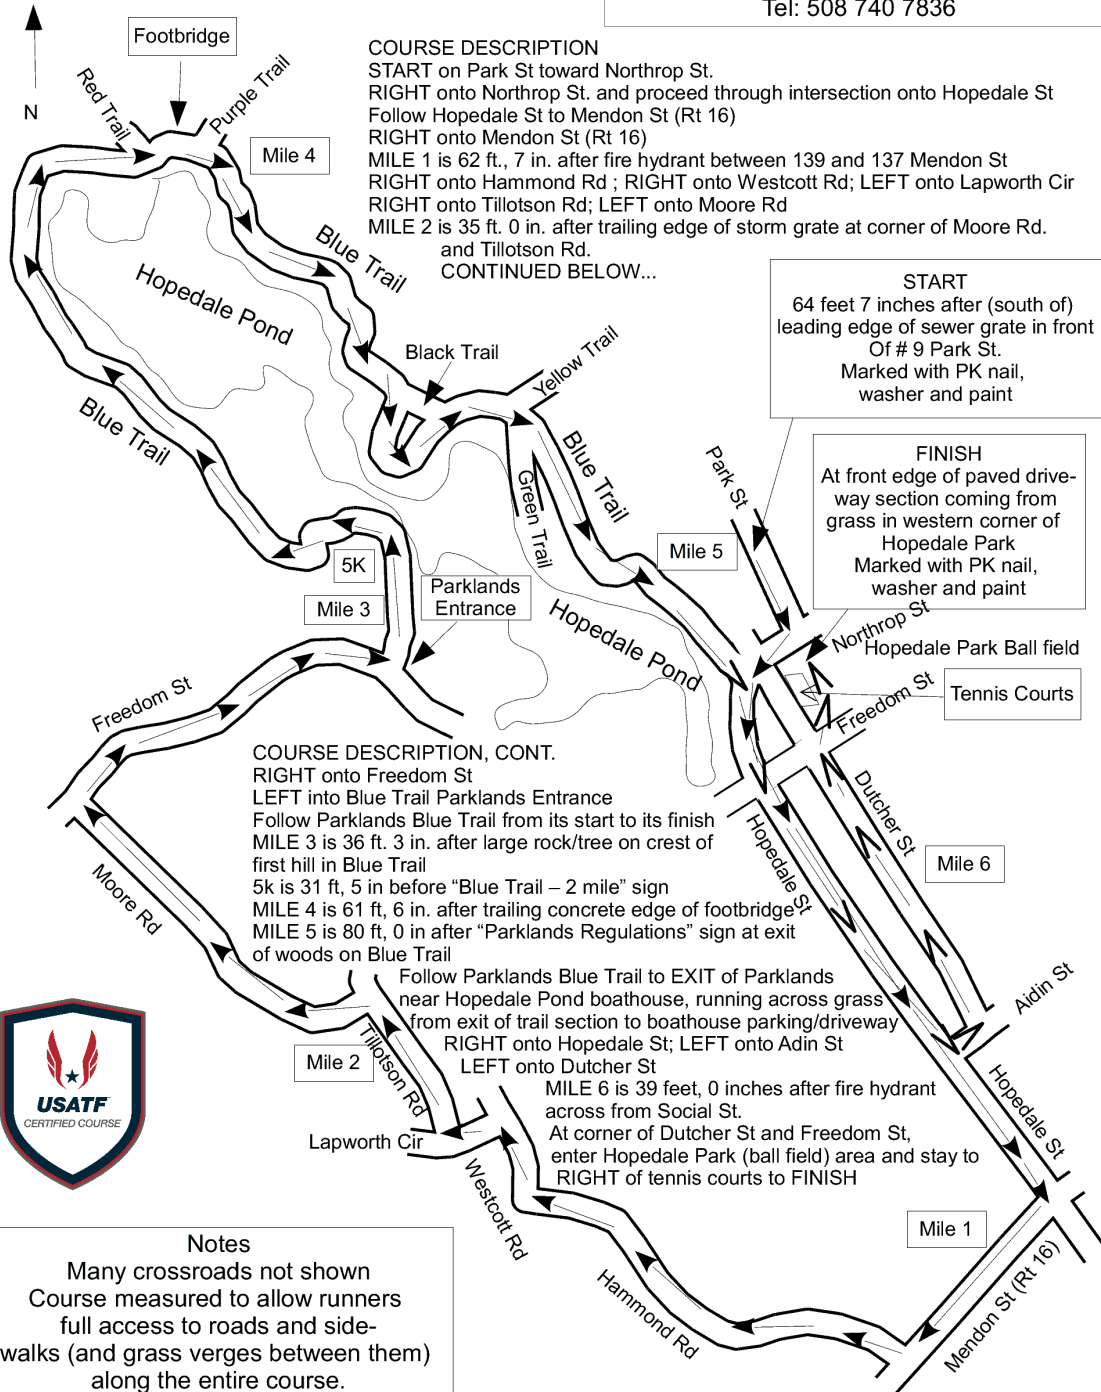 Tel: 508 740 7836
Footbridge
COURSE DESCRIPTION
START on Park St toward Northrop St.
RIGHT onto Northrop St. and proceed through intersection onto Hopedale St
Follow Hopedale St to Mendon St (Rt 16)
RIGHT onto Mendon St (Rt 16)
MILE 1 is 62 ft., 7 in. after fire hydrant between 139 and 137 Mendon St
RIGHT onto Hammond Rd ; RIGHT onto Westcott Rd; LEFT onto Lapworth Cir
RIGHT onto Tillotson Rd; LEFT onto Moore Rd
MILE 2 is 35 ft. 0 in. after trailing edge of storm grate at corner of Moore Rd.
and Tillotson Rd.
CONTINUED BELOW...
N
Red Trail
Purple Trail
Mile 4
Blue Trail
Hopedale Pond
START
64 feet 7 inches after (south of)
leading edge of sewer grate in front
Of # 9 Park St.
Marked with PK nail,
washer and paint
Black Trail
Yellow Trail
Blue Trail
Blue Trail
Green Trail
Park St
FINISH
At front edge of paved drive-
way section coming from
grass in western corner of
Hopedale Park
Marked with PK nail,
washer and paint
Mile 5
5K
Mile 3
Parklands
Entrance
Hopedale Pond
Northrop St
Hopedale Park Ball field
Freedom St
Tennis Courts
Freedom St
COURSE DESCRIPTION, CONT.
RIGHT onto Freedom St
LEFT into Blue Trail Parklands Entrance
Follow Parklands Blue Trail from its start to its finish
MILE 3 is 36 ft. 3 in. after large rock/tree on crest of
first hill in Blue Trail
5k is 31 ft, 5 in before “Blue Trail – 2 mile” sign
MILE 4 is 61 ft, 6 in. after trailing concrete edge of footbridge
MILE 5 is 80 ft, 0 in after “Parklands Regulations” sign at exit
of woods on Blue Trail
Follow Parklands Blue Trail to EXIT of Parklands
near Hopedale Pond boathouse, running across grass
from exit of trail section to boathouse parking/driveway
RIGHT onto Hopedale St; LEFT onto Adin St
LEFT onto Dutcher St
MILE 6 is 39 feet, 0 inches after fire hydrant
across from Social St.
At corner of Dutcher St and Freedom St,
enter Hopedale Park (ball field) area and stay to
RIGHT of tennis courts to FINISH
Dutcher St
Hopedale St
Mile 6
Moore Rd
Aidin St
Hopedale St
USATF
CERTIFIED COURSE
Mile 2
Tillotson Rd
Lapworth Cir
Westcott Rd
Hammond Rd
Mile 1
Mendon St (Rt 16)
Notes
Many crossroads not shown
Course measured to allow runners
full access to roads and side-
walks (and grass verges between them)
along the entire course.